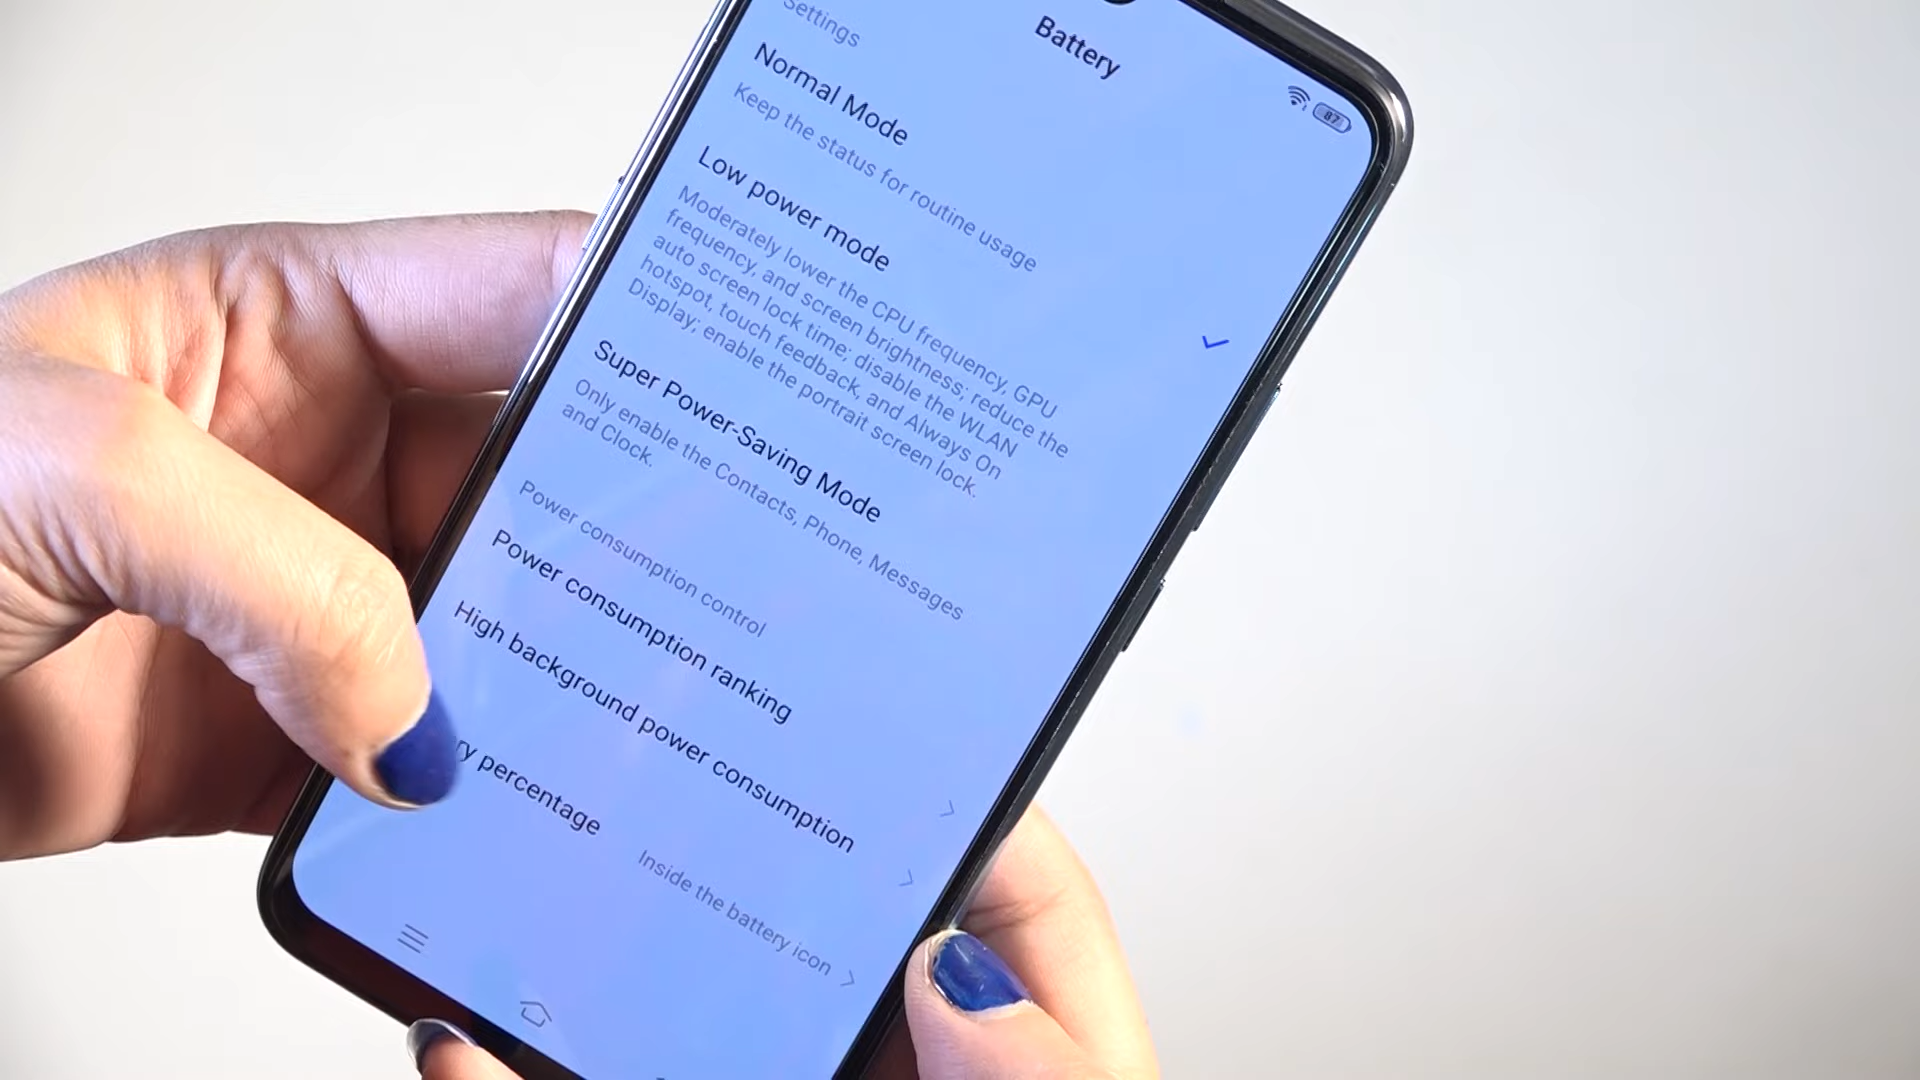 Settings
Battery
87
Normal Mode
Keep the status for routine usage
Low power mode
Moderately lower the CPU frequency, GPU
frequency, and screen brightness; reduce the
auto screen lock time; disable the WLAN
hotspot, touch feedback, and Always On
Display; enable the portrait screen lock.
Super Power-Saving Mode
Only enable the Contacts, Phone, Messages
and Clock.
Power consumption control
Power consumption ranking
High background power consumption
ry percentage
Inside the battery icon